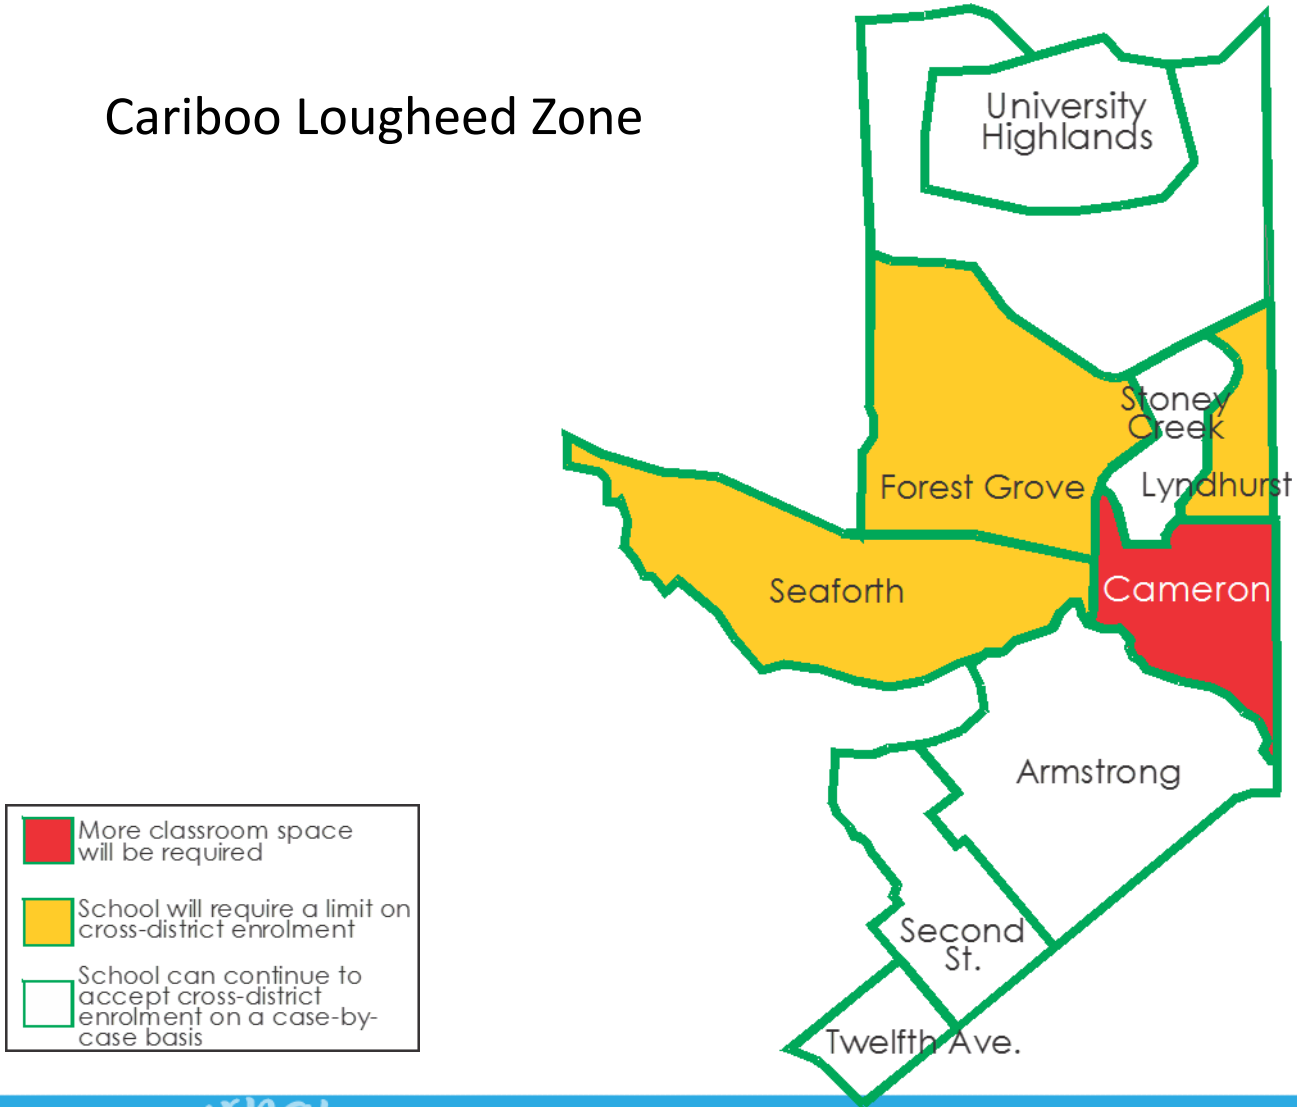 Cariboo Lougheed Zone
University
Highlands
Stoney
Creek
Forest Grove
Lyndhurst
Seaforth
Cameron
Armstrong
Second
St.
Twelfth Ave.
More classroom space
will be required
School will require a limit on
cross-district enrolment
School can continue to
accept cross-district
enrolment on a case-by-
case basis